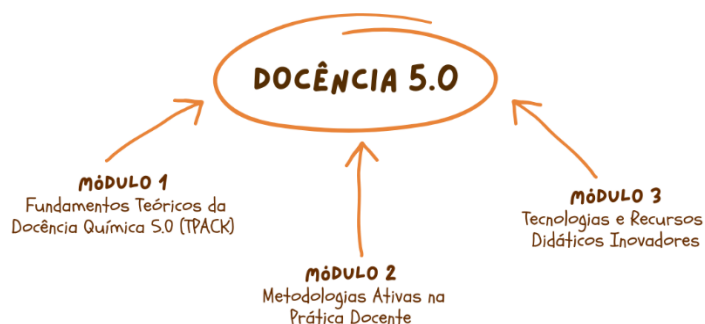 DOCÊNCIA 5.0
MÓDULO 1
Fundamentos Teóricos da
Docência Química 5.0 (TPACK)
MÓDULO 2
Metodologias Ativas na
Prática Docente
MÓDULO 3
Tecnologias e Recursos
Didáticos Inovadores